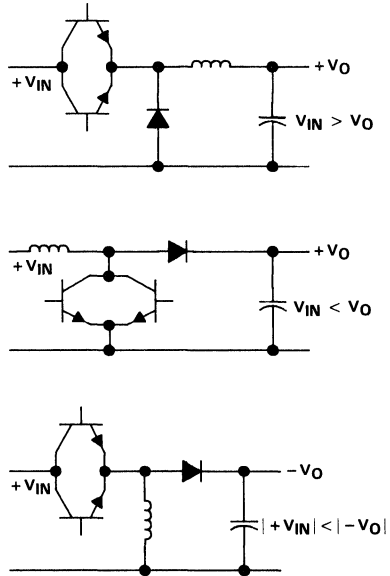 +VIN
+VO
VIN > VO
+VIN
+VO
VIN < VO
+VIN
−VO
|+VIN| < |−VO|